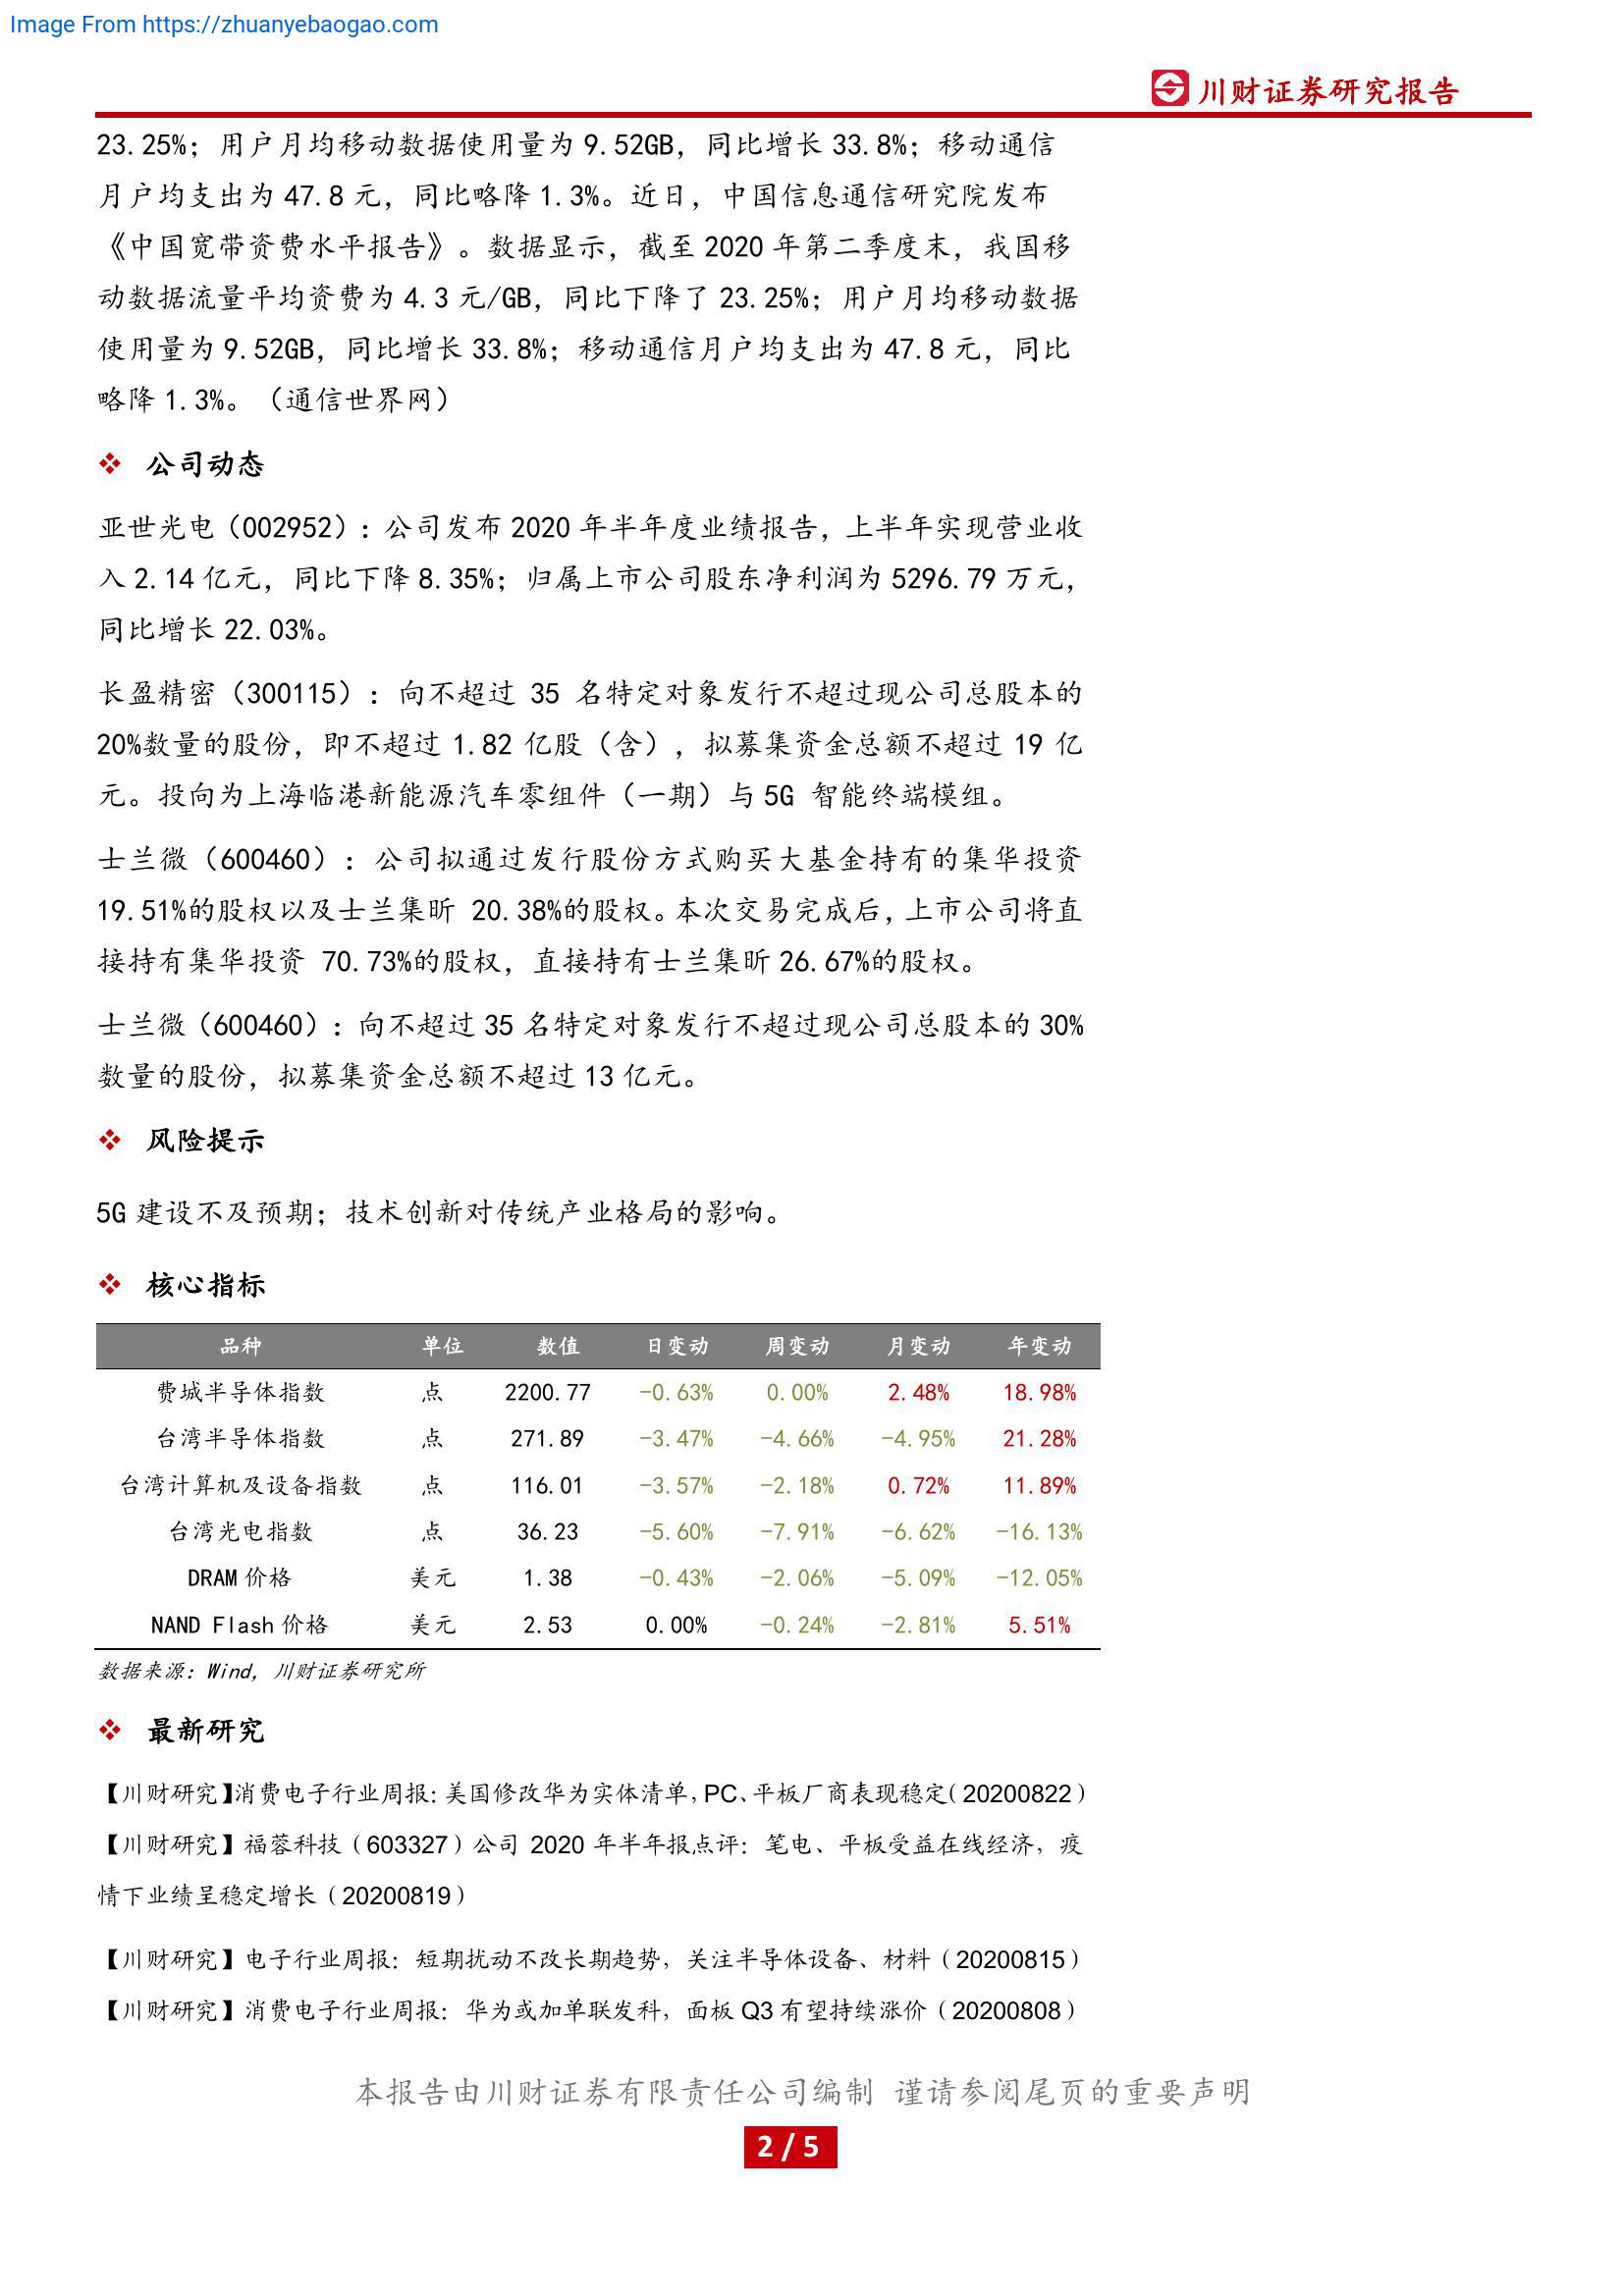 Image From https://zhuanyebaogao.com
川财证券研究报告
23.25%；用户月均移动数据使用量为 9.52GB，同比增长 33.8%；移动通信
月户均支出为 47.8 元，同比略降 1.3%。近日，中国信息通信研究院发布
《中国宽带资费水平报告》。数据显示，截至 2020 年第二季度末，我国移
动数据流量平均资费为 4.3 元/GB，同比下降了 23.25%；用户月均移动数据
使用量为 9.52GB，同比增长 33.8%；移动通信月户均支出为 47.8 元，同比
略降 1.3%。（通信世界网）
❖ 公司动态
亚世光电（002952）：公司发布 2020 年半年度业绩报告，上半年实现营业收
入 2.14 亿元，同比下降 8.35%；归属上市公司股东净利润为 5296.79 万元，
同比增长 22.03%。
长盈精密（300115）：向不超过 35 名特定对象发行不超过现公司总股本的
20%数量的股份，即不超过 1.82 亿股（含），拟募集资金总额不超过 19 亿
元。投向为上海临港新能源汽车零组件（一期）与 5G 智能终端模组。
士兰微（600460）：公司拟通过发行股份方式购买大基金持有的集华投资
19.51%的股权以及士兰集昕 20.38%的股权。本次交易完成后，上市公司将直
接持有集华投资 70.73%的股权，直接持有士兰集昕 26.67%的股权。
士兰微（600460）：向不超过 35 名特定对象发行不超过现公司总股本的 30%
数量的股份，拟募集资金总额不超过 13 亿元。
❖ 风险提示
5G 建设不及预期；技术创新对传统产业格局的影响。
❖ 核心指标
品种 单位 数值 日变动 周变动 月变动 年变动
费城半导体指数 点 2200.77 -0.63% 0.00% 2.48% 18.98%
台湾半导体指数 点 271.89 -3.47% -4.66% -4.95% 21.28%
台湾计算机及设备指数 点 116.01 -3.57% -2.18% 0.72% 11.89%
台湾光电指数 点 36.23 -5.60% -7.91% -6.62% -16.13%
DRAM 价格 美元 1.38 -0.43% -2.06% -5.09% -12.05%
NAND Flash 价格 美元 2.53 0.00% -0.24% -2.81% 5.51%
数据来源：Wind，川财证券研究所
❖ 最新研究
【川财研究】消费电子行业周报：美国修改华为实体清单，PC、平板厂商表现稳定（20200822）
【川财研究】福蓉科技（603327）公司 2020 年半年报点评：笔电、平板受益在线经济，疫
情下业绩呈稳定增长（20200819）
【川财研究】电子行业周报：短期扰动不改长期趋势，关注半导体设备、材料（20200815）
【川财研究】消费电子行业周报：华为或加单联发科，面板 Q3 有望持续涨价（20200808）
本报告由川财证券有限责任公司编制 谨请参阅尾页的重要声明
2 / 5